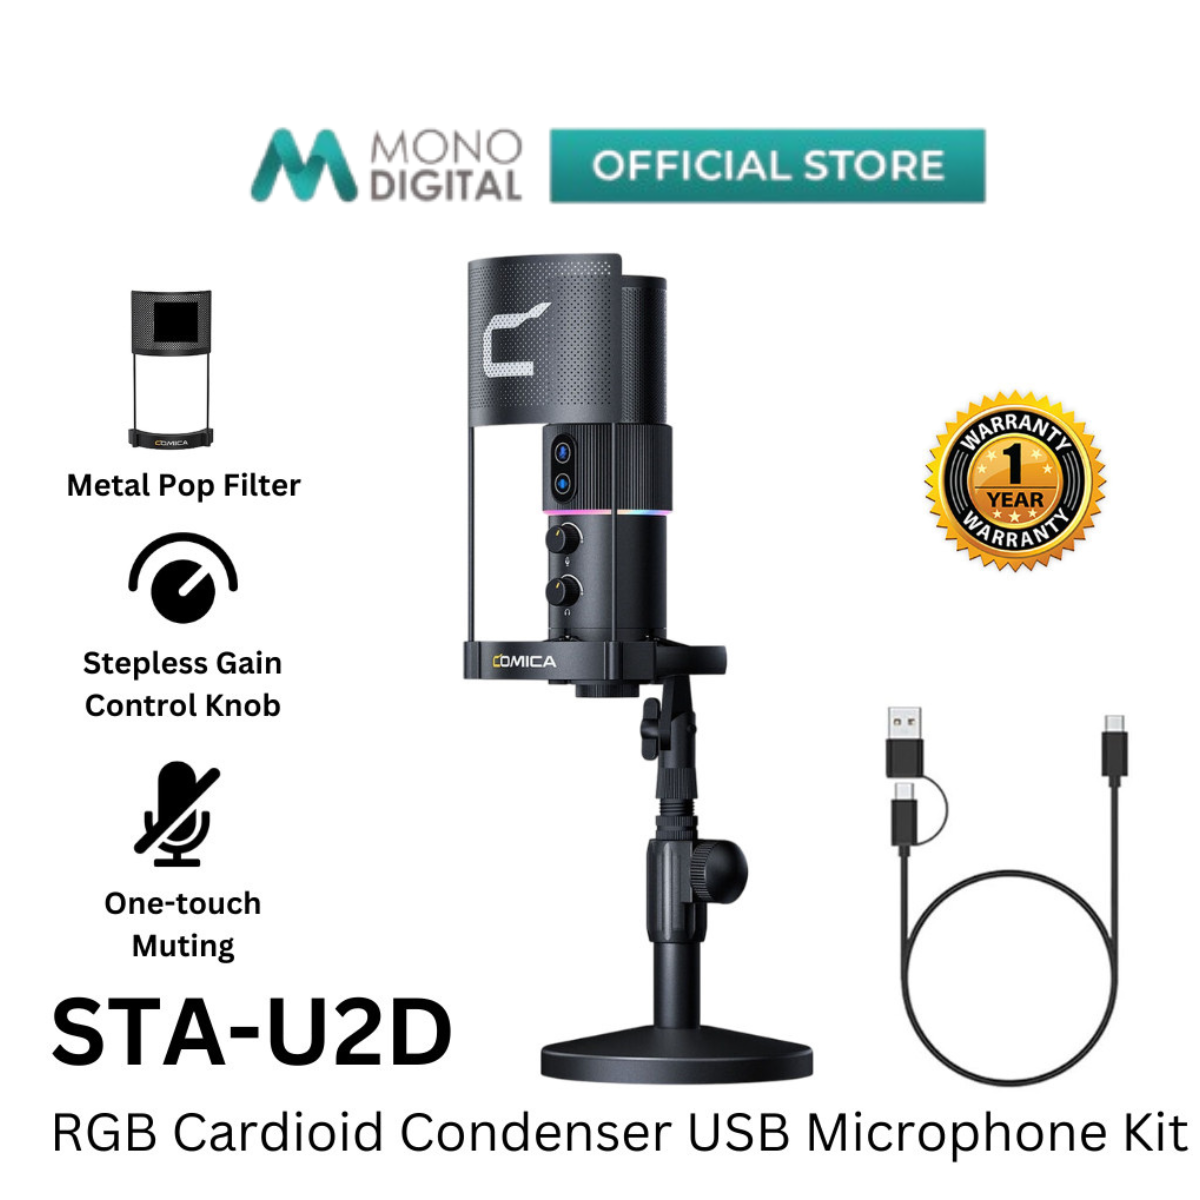 MONO
DIGITAL
OFFICIAL STORE
COMICA
Metal Pop Filter
Stepless Gain
Control Knob
One-touch
Muting
COMICA
WARRANTY
1
YEAR
WARRANTY
STA-U2D
RGB Cardioid Condenser USB Microphone Kit